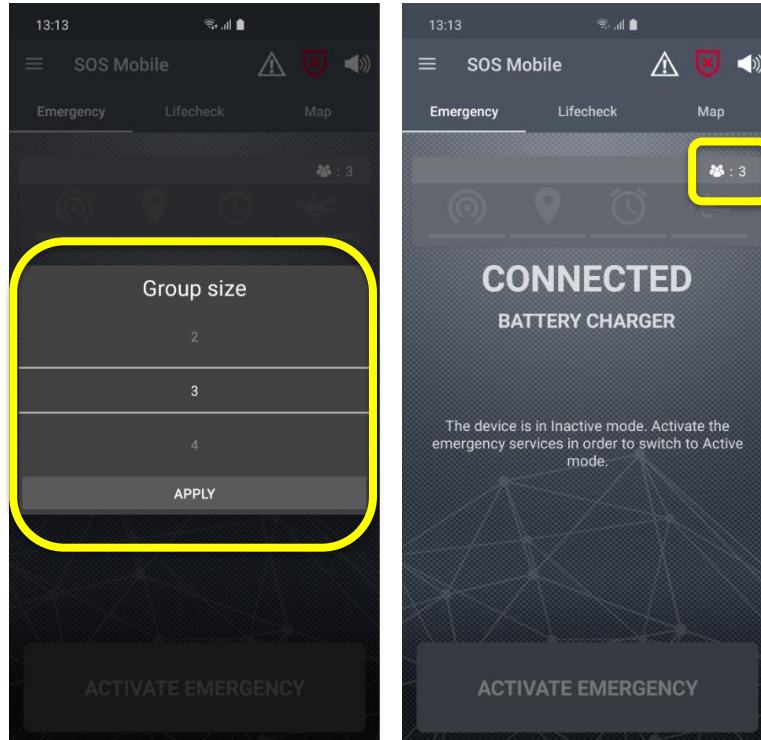 13:13
SOS Mobile
Emergency Lifecheck Map
: 3
Group size
2
3
4
APPLY
ACTIVATE EMERGENCY
13:13
SOS Mobile
Emergency Lifecheck Map
: 3
CONNECTED
BATTERY CHARGER
The device is in Inactive mode. Activate the
emergency services in order to switch to Active
mode.
ACTIVATE EMERGENCY